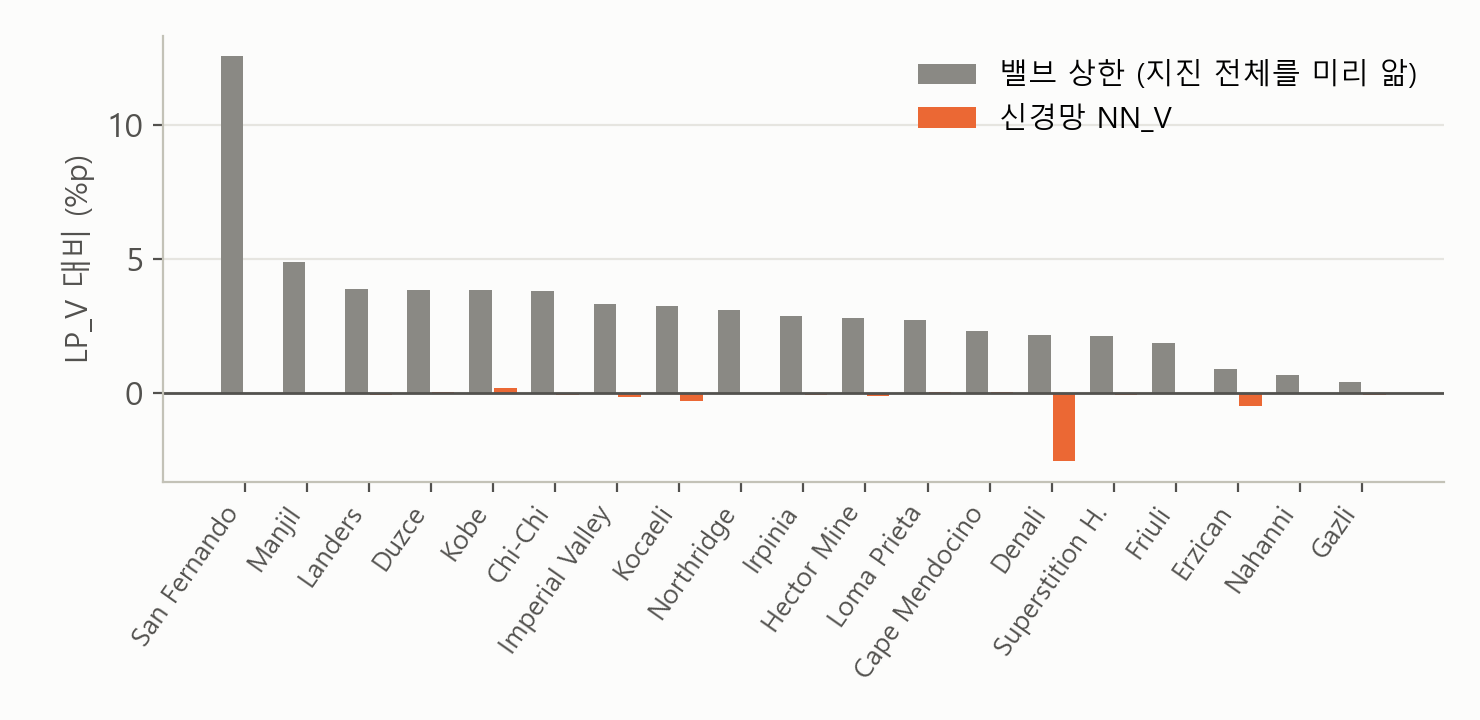 밸브 상한 (지진 전체를 미리 앎)
신경망 NN_V
LP_V 대비 (%p)
10
5
0
San Fernando
Manjil
Landers
Duzce
Kobe
Chi-Chi
Imperial Valley
Kocaeli
Northridge
Irpinia
Hector Mine
Loma Prieta
Cape Mendocino
Denali
Superstition H.
Friuli
Erzican
Nahanni
Gazli